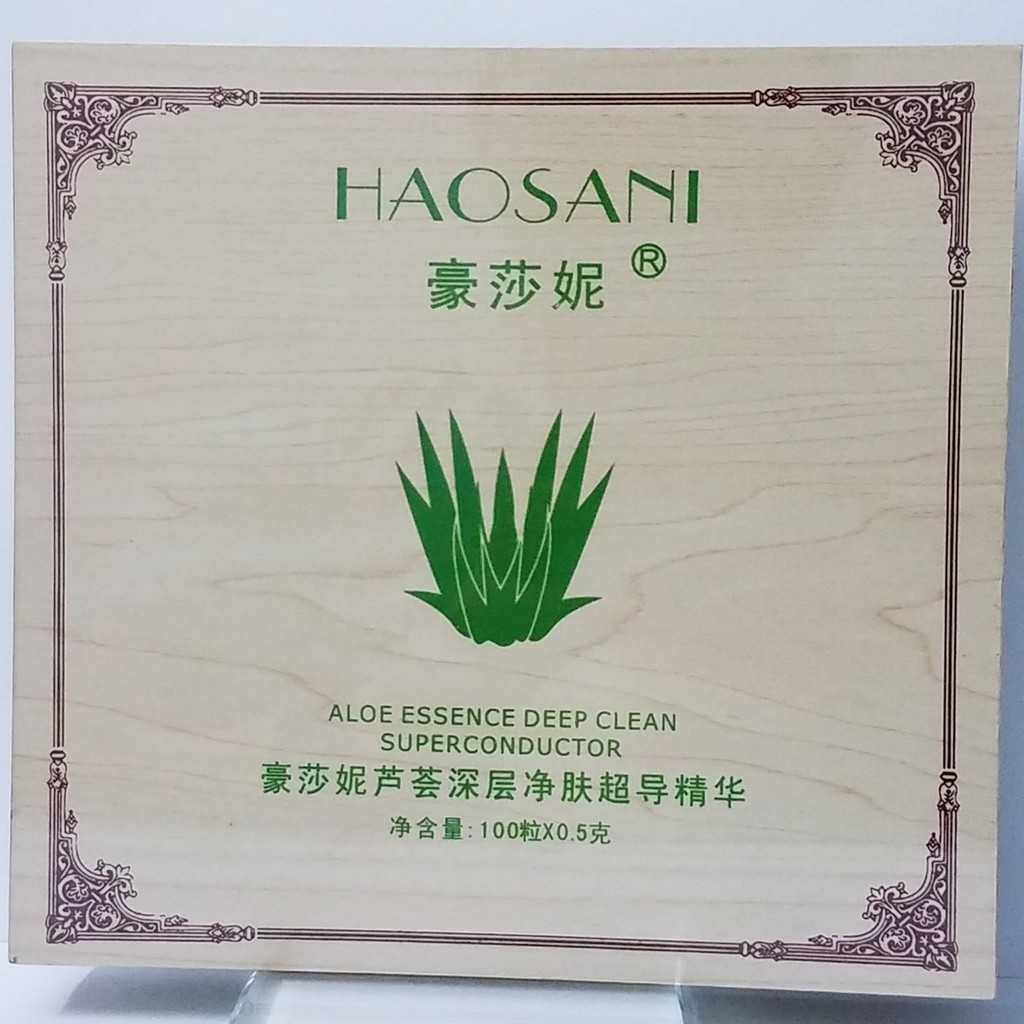 HAOSANI
豪莎妮®
ALOE ESSENCE DEEP CLEAN
SUPERCONDUCTOR
豪莎妮芦荟深层净肤超导精华
净含量:100粒X0.5克